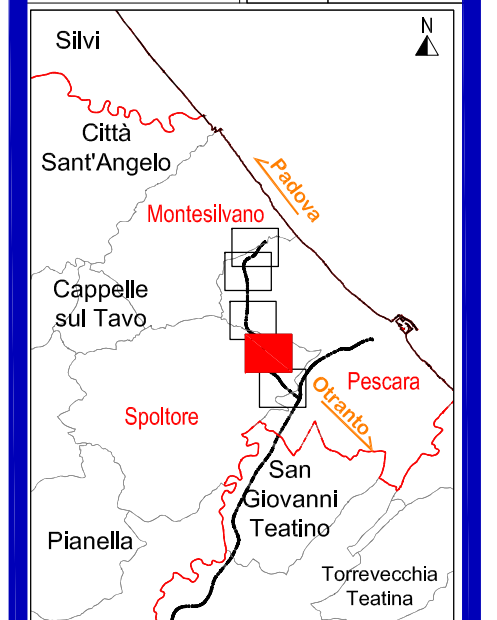 N
Silvi
Città
Sant'Angelo
Padova
Montesilvano
Cappelle
sul Tavo
Pescara
Spoltore
Otranto
San
Giovanni
Teatino
Pianella
Torrevecchia
Teatina